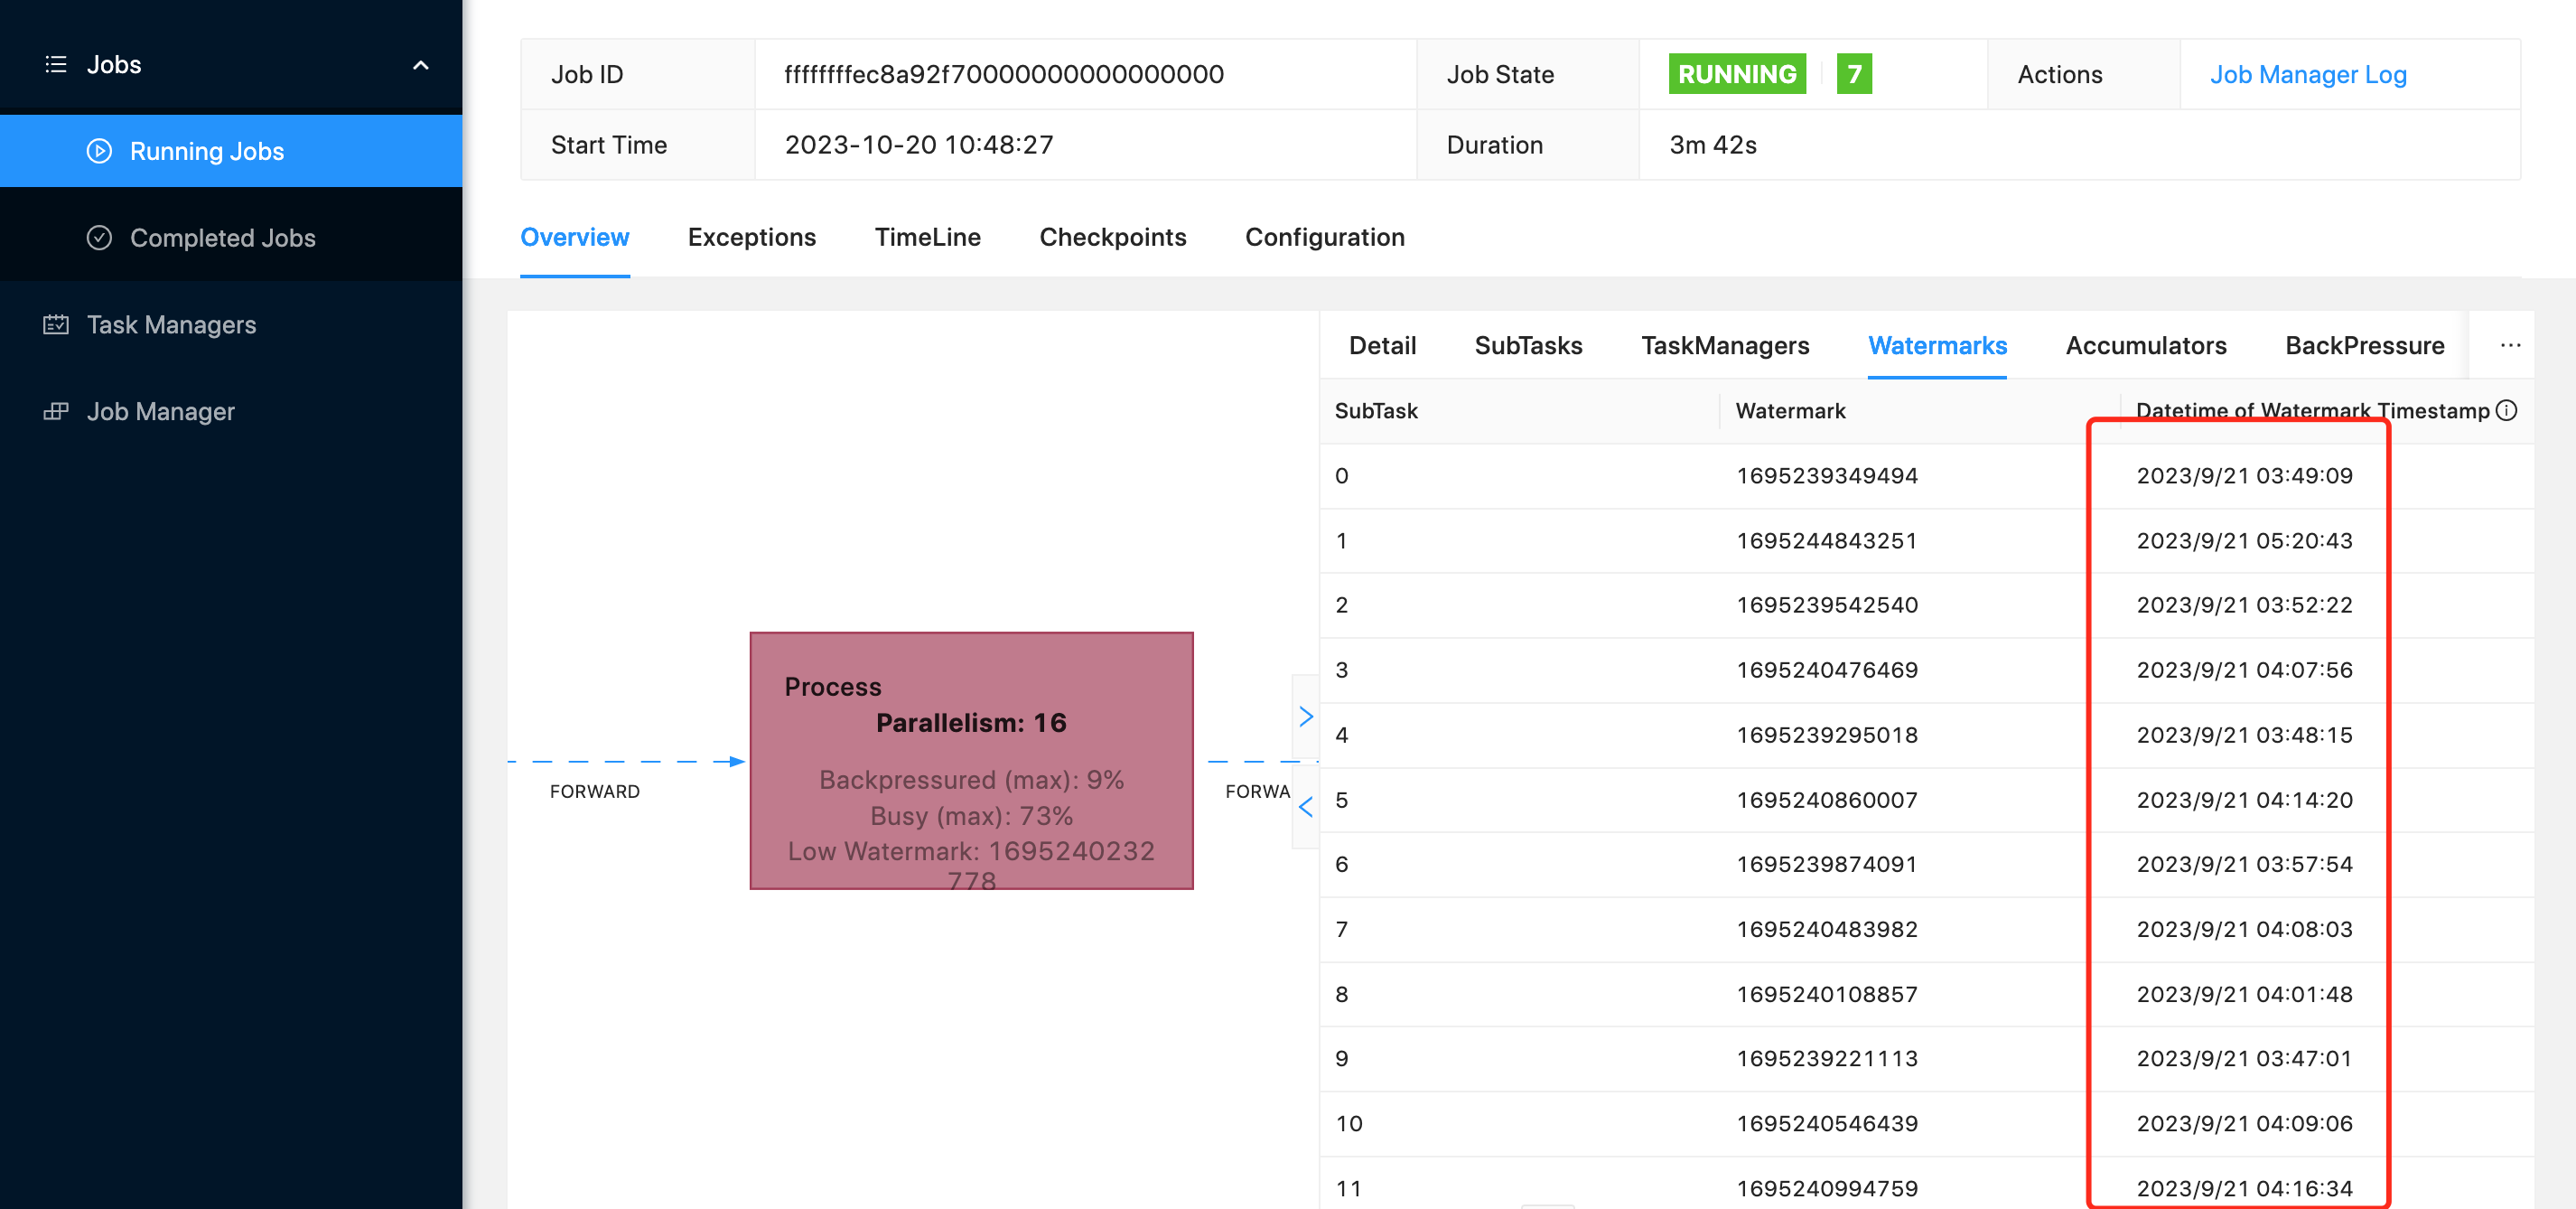 Jobs
Running Jobs
Completed Jobs
Task Managers
Job Manager
Job ID ffffffffec8a92f70000000000000000 Job State RUNNING 7 Actions Job Manager Log
Start Time 2023-10-20 10:48:27 Duration 3m 42s
Overview Exceptions TimeLine Checkpoints Configuration
FORWARD
Process
Parallelism: 16
Backpressured (max): 9%
Busy (max): 73%
Low Watermark: 1695240232
778
FORWA
Detail SubTasks TaskManagers Watermarks Accumulators BackPressure ...
SubTask Watermark Datetime of Watermark Timestamp
0 1695239349494 2023/9/21 03:49:09
1 1695244843251 2023/9/21 05:20:43
2 1695239542540 2023/9/21 03:52:22
3 1695240476469 2023/9/21 04:07:56
4 1695239295018 2023/9/21 03:48:15
5 1695240860007 2023/9/21 04:14:20
6 1695239874091 2023/9/21 03:57:54
7 1695240483982 2023/9/21 04:08:03
8 1695240108857 2023/9/21 04:01:48
9 1695239221113 2023/9/21 03:47:01
10 1695240546439 2023/9/21 04:09:06
11 1695240994759 2023/9/21 04:16:34